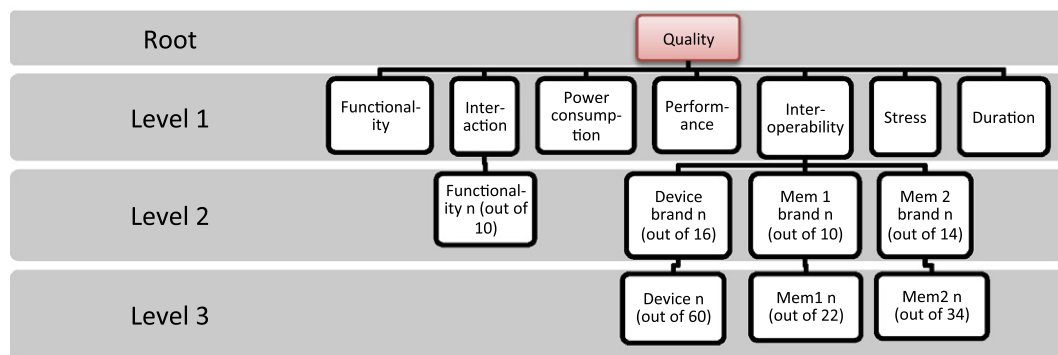 Root
Quality
Level 1
Functional-
ity
Inter-
action
Power
consump-
tion
Perform-
ance
Inter-
operability
Stress
Duration
Level 2
Functional-
ity n (out of
10)
Device
brand n
(out of 16)
Mem 1
brand n
(out of 10)
Mem 2
brand n
(out of 14)
Level 3
Device n
(out of 60)
Mem1 n
(out of 22)
Mem2 n
(out of 34)